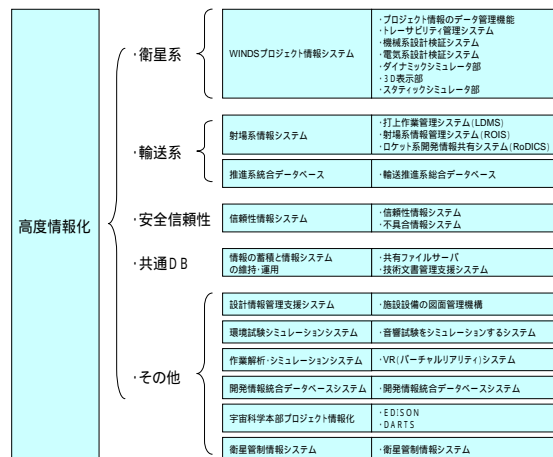 高度情報化
・衛星系
WINDSプロジェクト情報システム
・プロジェクト情報のデータ管理機能
・トレーサビリティ管理システム
・機械系設計検証システム
・電気系設計検証システム
・ダイナミックシミュレータ部
・3D表示部
・スタティックシミュレータ部
・輸送系
射場系情報システム
・打上作業管理システム(LDMS)
・射場系情報管理システム(ROIS)
・ロケット系開発情報共有システム(RoDICS)
推進系統合データベース
・輸送推進系総合データベース
・安全信頼性
信頼性情報システム
・信頼性情報システム
・不具合情報システム
・共通DB
情報の蓄積と情報システム
の維持・運用
・共有ファイルサーバ
・技術文書管理支援システム
・その他
設計情報管理支援システム
・施設設備の図面管理機構
環境試験シミュレーションシステム
・音響試験をシミュレーションするシステム
作業解析・シミュレーションシステム
・VR(バーチャルリアリティ)システム
開発情報統合データベースシステム
・開発情報統合データベースシステム
宇宙科学本部プロジェクト情報化
・EDISON
・DARTS
衛星管制情報システム
・衛星管制情報システム